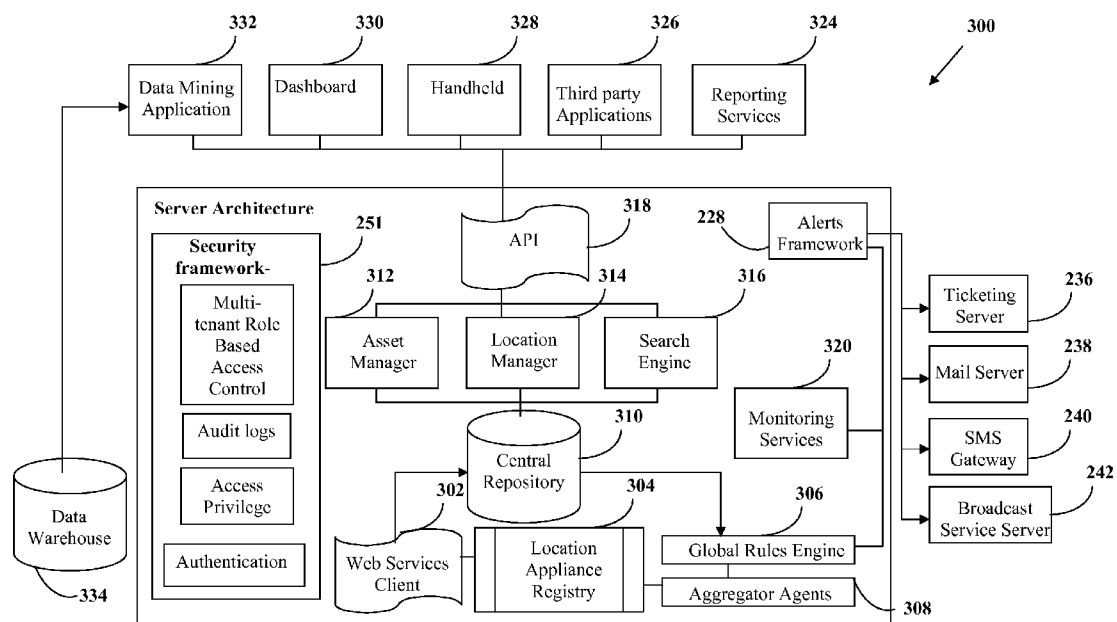 332
330
328
326
324
300
Data Mining
Application
Dashboard
Handheld
Third party
Applications
Reporting
Services
Server Architecture
251
Security
framework-
Multi-
tenant Role
Based
Access
Control
Audit logs
Access
Privilege
Authentication
API
318
228
Alerts
Framework
312
314
316
Asset
Manager
Location
Manager
Search
Engine
320
Monitoring
Services
310
Central
Repository
302
304
306
Web Services
Client
Location
Appliance
Registry
Global Rules Engine
Aggregator Agents
308
Ticketing
Server
236
Mail Server
238
SMS
Gateway
240
242
Broadcast
Service Server
Data
Warehouse
334